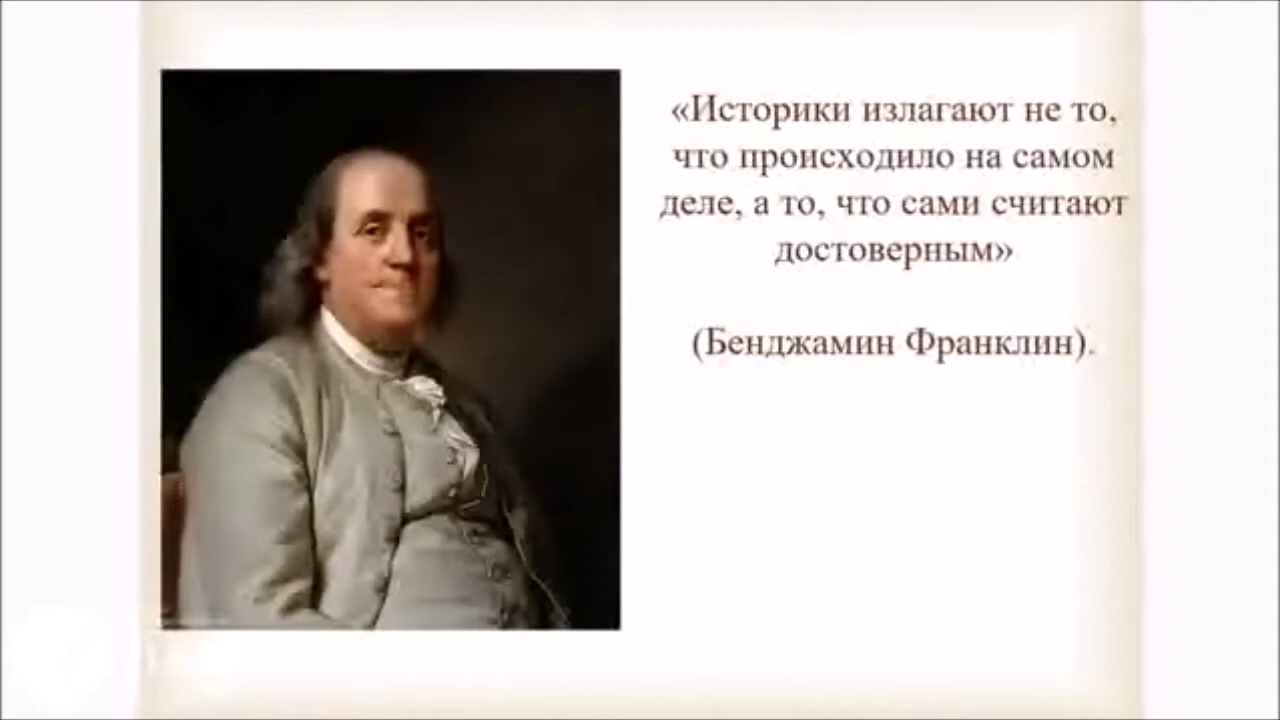 «Историки излагают не то,
что происходило на самом
деле, а то, что сами считают
достоверным»
(Бенджамин Франклин).